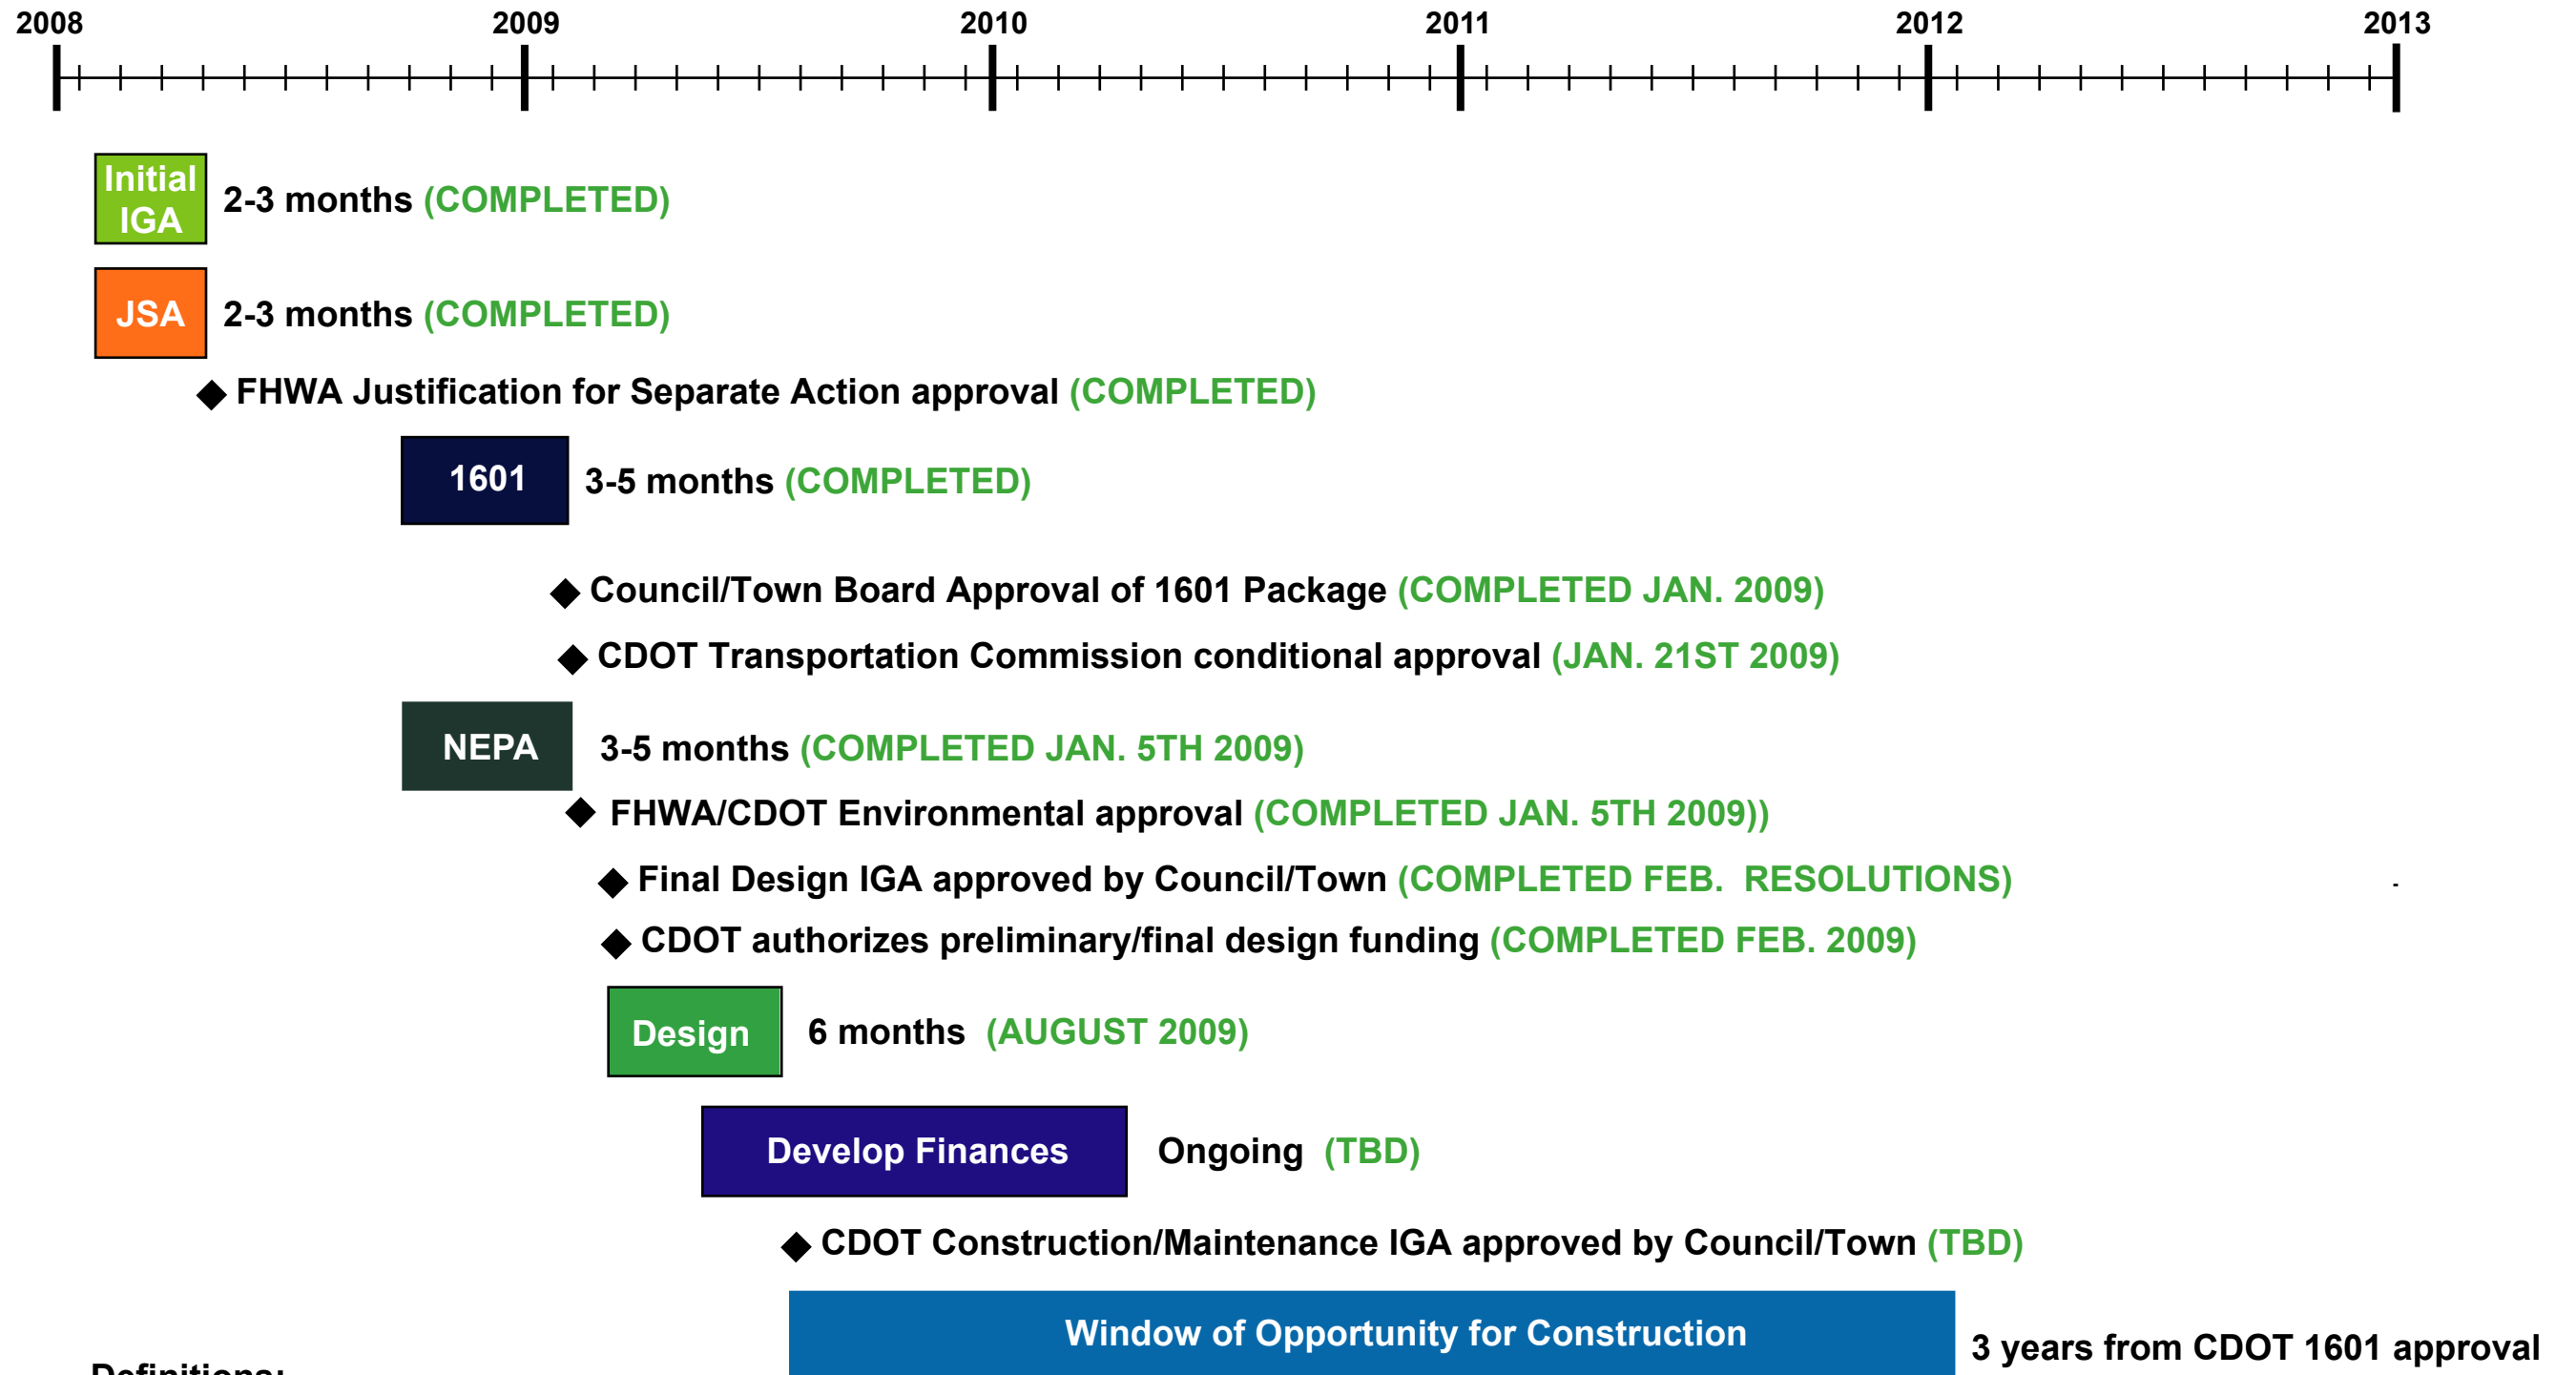 2008 2009 2010 2011 2012 2013
Initial
IGA
2-3 months (COMPLETED)
JSA
2-3 months (COMPLETED)
FHWA Justification for Separate Action approval (COMPLETED)
1601
3-5 months (COMPLETED)
Council/Town Board Approval of 1601 Package (COMPLETED JAN. 2009)
CDOT Transportation Commission conditional approval (JAN. 21ST 2009)
NEPA
3-5 months (COMPLETED JAN. 5TH 2009)
FHWA/CDOT Environmental approval (COMPLETED JAN. 5TH 2009))
Final Design IGA approved by Council/Town (COMPLETED FEB.  RESOLUTIONS)
-
CDOT authorizes preliminary/final design funding (COMPLETED FEB. 2009)
Design
6 months  (AUGUST 2009)
Develop Finances
Ongoing  (TBD)
CDOT Construction/Maintenance IGA approved by Council/Town (TBD)
Window of Opportunity for Construction
3 years from CDOT 1601 approval
Definitions: